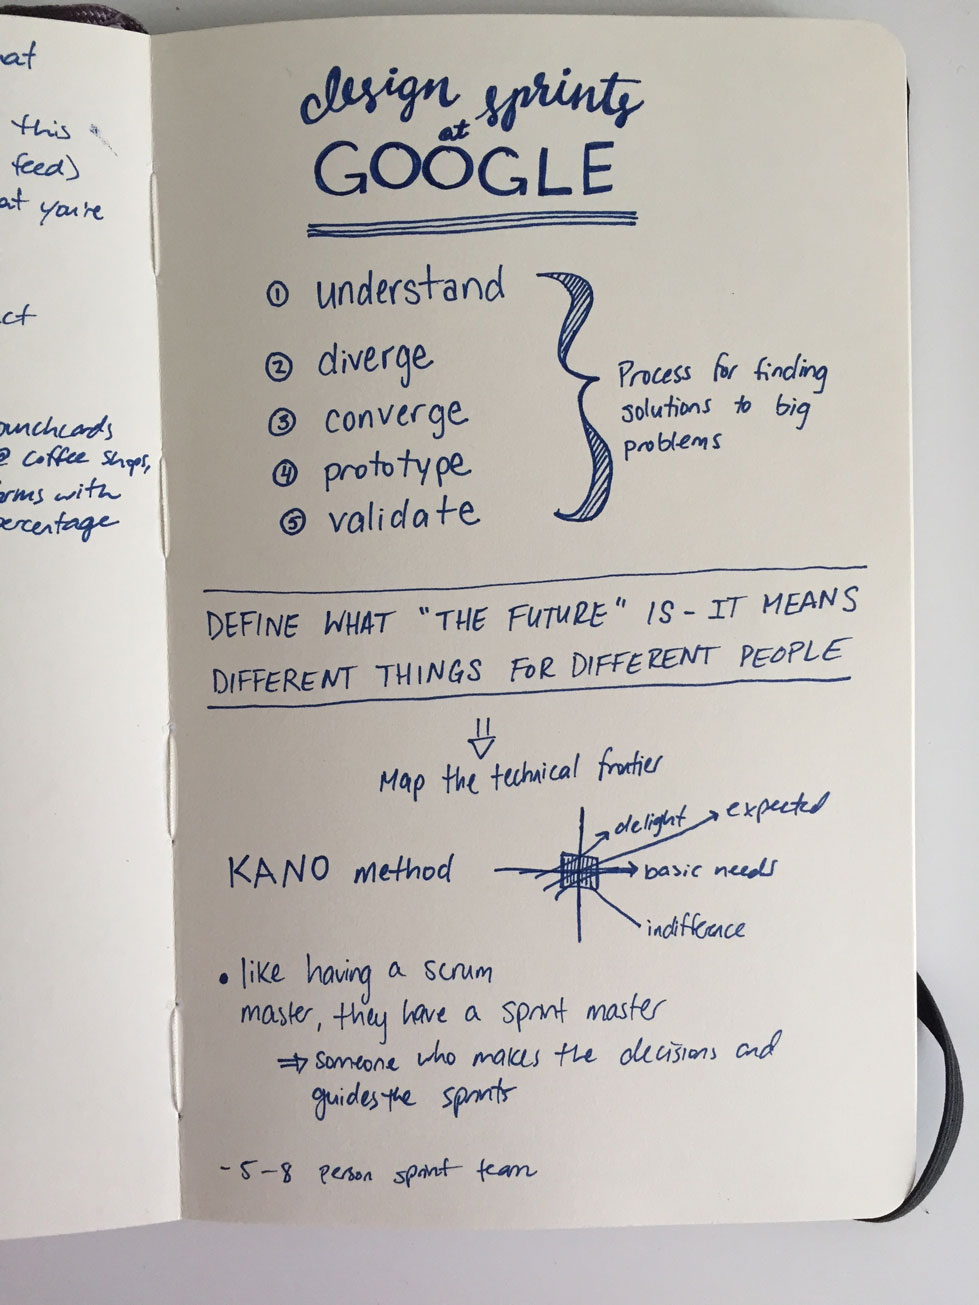 at
this
feed)
at you're
ct
punchcards
@ coffee shops,
orms with
percentage
design sprints
at
GOOGLE
① understand
② diverge
③ converge
④ prototype
⑤ validate
Process for finding
solutions to big
problems
DEFINE WHAT "THE FUTURE" IS - IT MEANS
DIFFERENT THINGS FOR DIFFERENT PEOPLE
⇓
Map the technical frontier
KANO method
delight
expected
basic needs
indifference
• like having a scrum
master, they have a sprint master
⇒ someone who makes the decisions and
guides the sprints
- 5-8 person sprint team